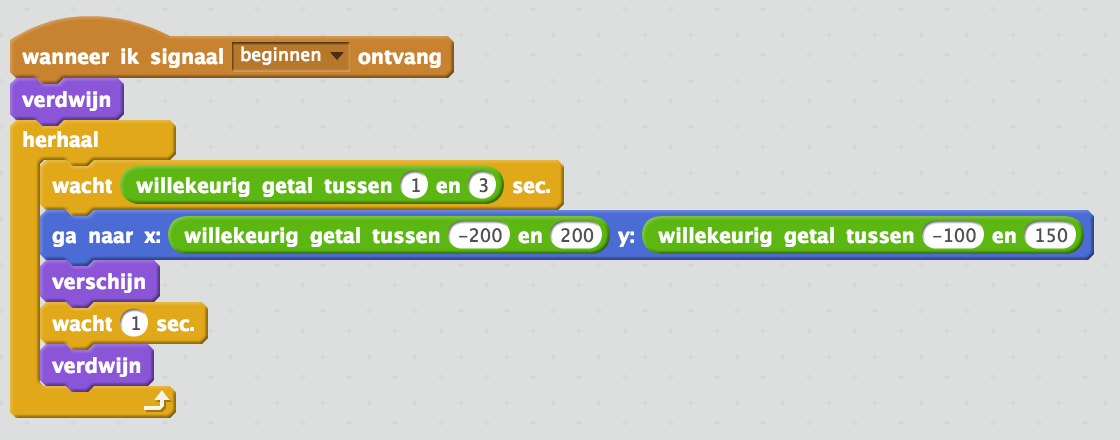 wanneer ik signaal beginnen ontvang
verdwijn
herhaal
wacht willekeurig getal tussen 1 en 3 sec.
ga naar x: willekeurig getal tussen -200 en 200 y: willekeurig getal tussen -100 en 150
verschijn
wacht 1 sec.
verdwijn